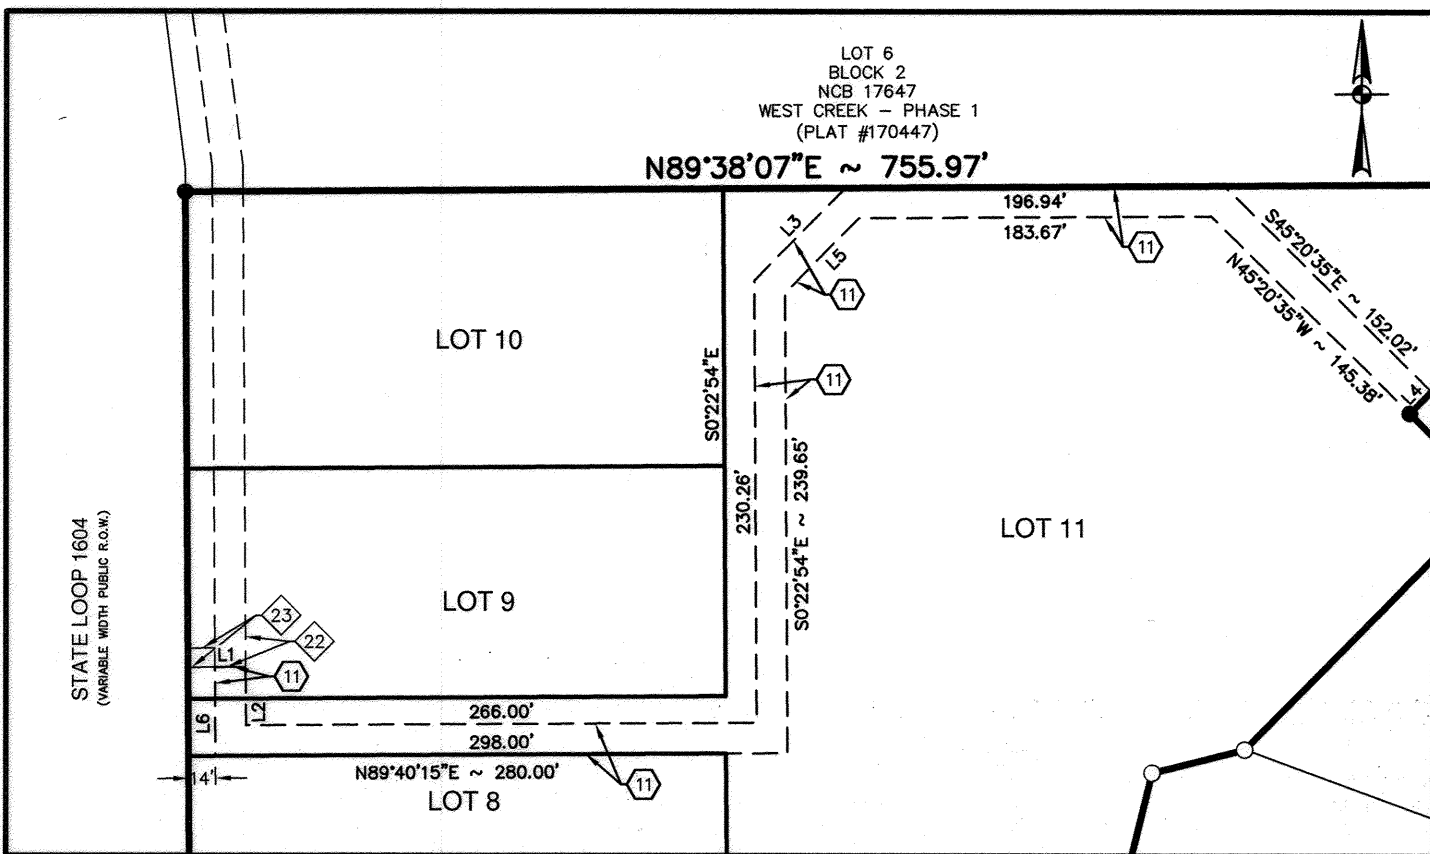 LOT 6
BLOCK 2
NCB 17647
WEST CREEK - PHASE 1
(PLAT #170447)
N89°38'07"E ~ 755.97'
196.94'
183.67'
L3
L5
11
11
S45°20'35"E ~ 152.02'
N45°20'35"W ~ 145.38'
LOT 10
S0°22'54"E
11
230.26'
S0°22'54"E ~ 239.65'
LOT 11
STATE LOOP 1604
(VARIABLE WIDTH PUBLIC R.O.W.)
LOT 9
23
22
L1
11
L6
L2
266.00'
298.00'
14'
N89°40'15"E ~ 280.00'
11
LOT 8